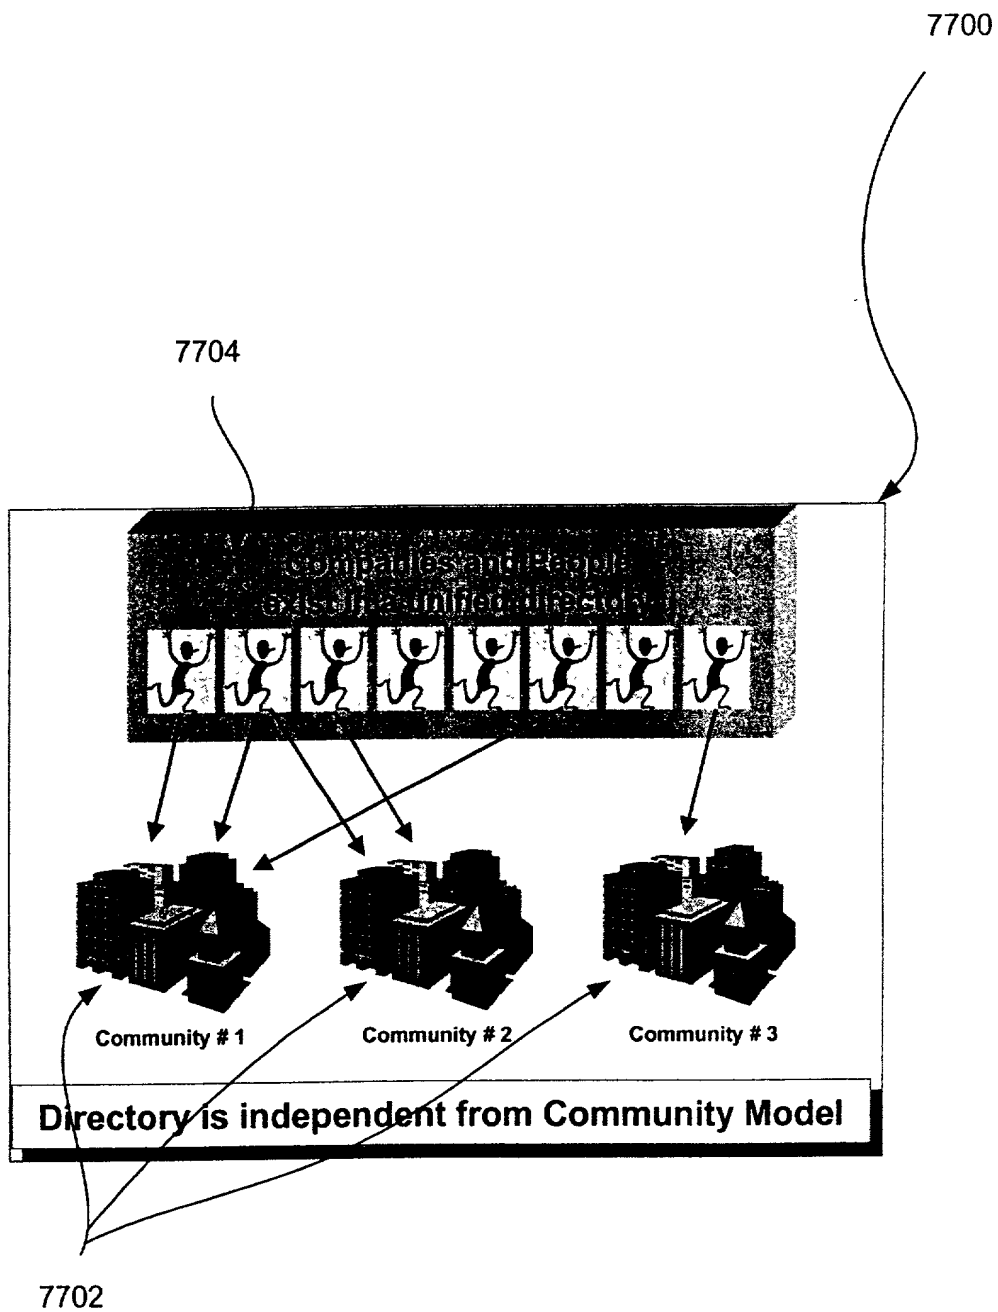 7700
7704
Companies and People
exist in a unified directory
Community # 1
Community # 2
Community # 3
Directory is independent from Community Model
7702